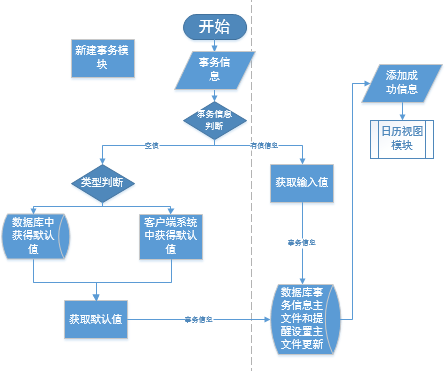 开始
新建事务模
块
事务信
息
事务信息
判断
空值
有值信息
类型判断
获取输入值
数据库中
获得默认
值
客户端系统
中获得默认
值
事务信息
获取默认值
事务信息
数据库事
务信息主
文件和提
醒设置主
文件更新
添加成
功信息
日历视图
模块